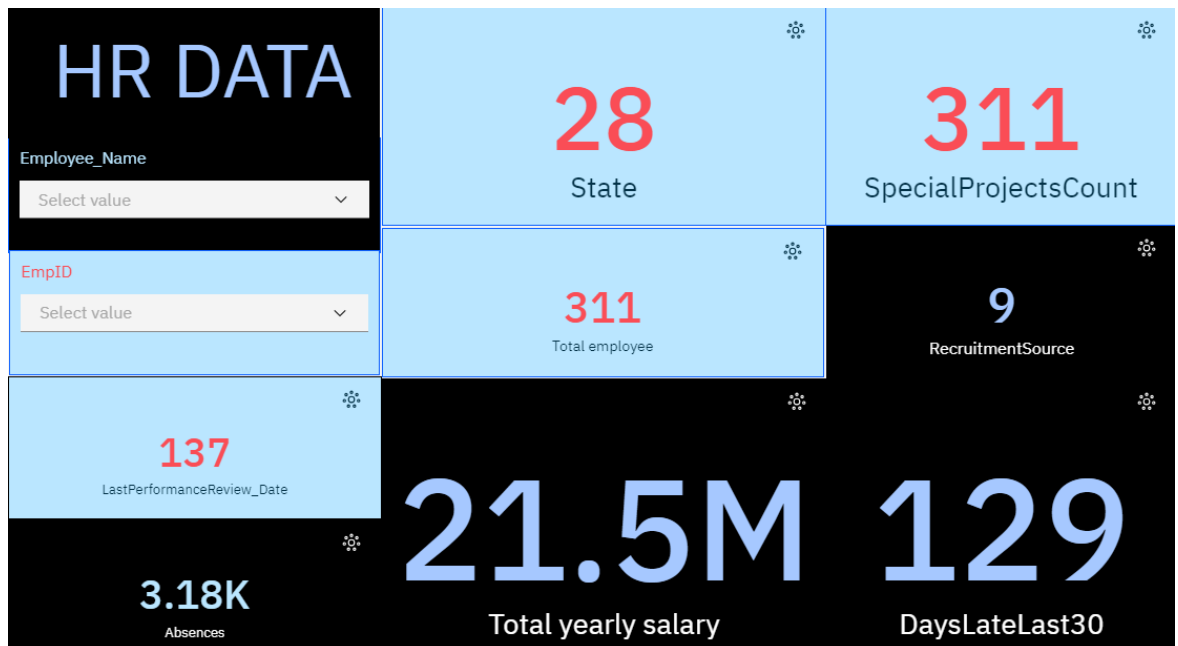 HR DATA
Employee_Name
Select value
EmpID
Select value
28
State
311
SpecialProjectsCount
311
Total employee
9
RecruitmentSource
137
LastPerformanceReview_Date
3.18K
Absences
21.5M
Total yearly salary
129
DaysLateLast30